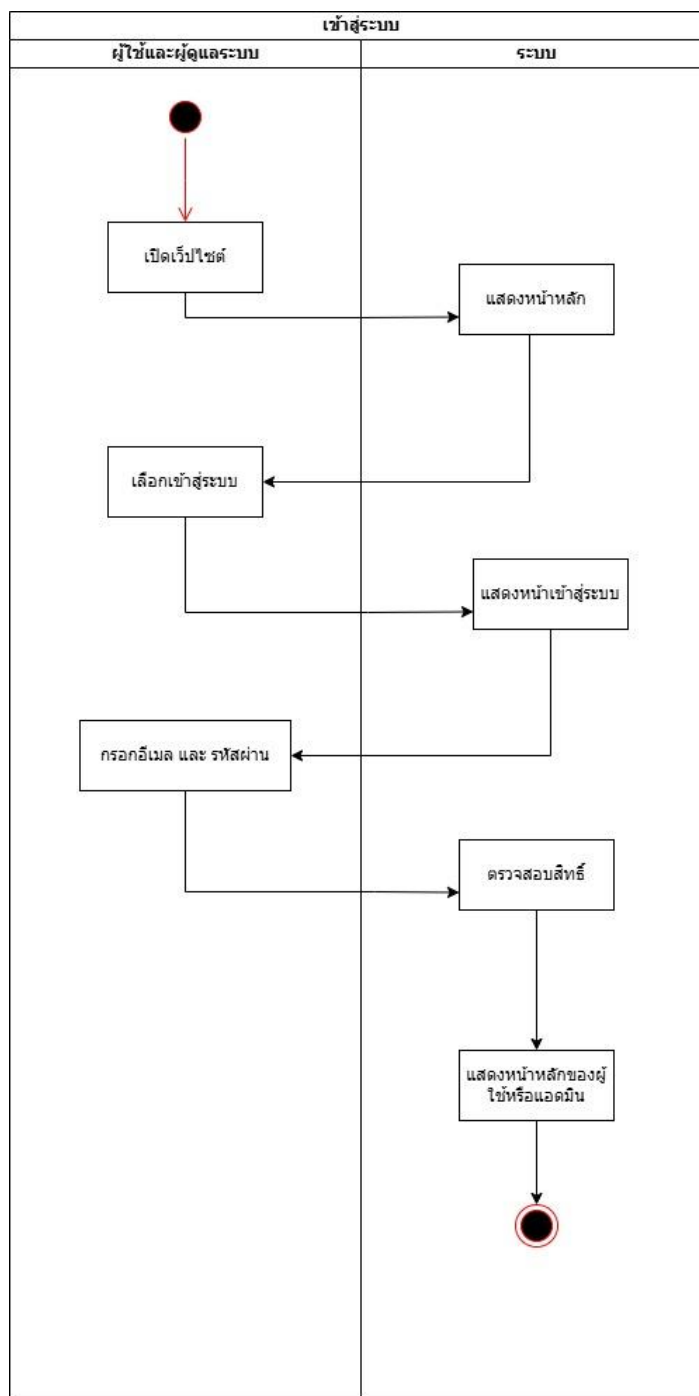 เข้าสู่ระบบ
ผู้ใช้และผู้ดูแลระบบ
ระบบ
เปิดเว็ปไซต์
แสดงหน้าหลัก
เลือกเข้าสู่ระบบ
แสดงหน้าเข้าสู่ระบบ
กรอกอีเมล และ รหัสผ่าน
ตรวจสอบสิทธิ์
แสดงหน้าหลักของผู้
ใช้หรือแอดมิน